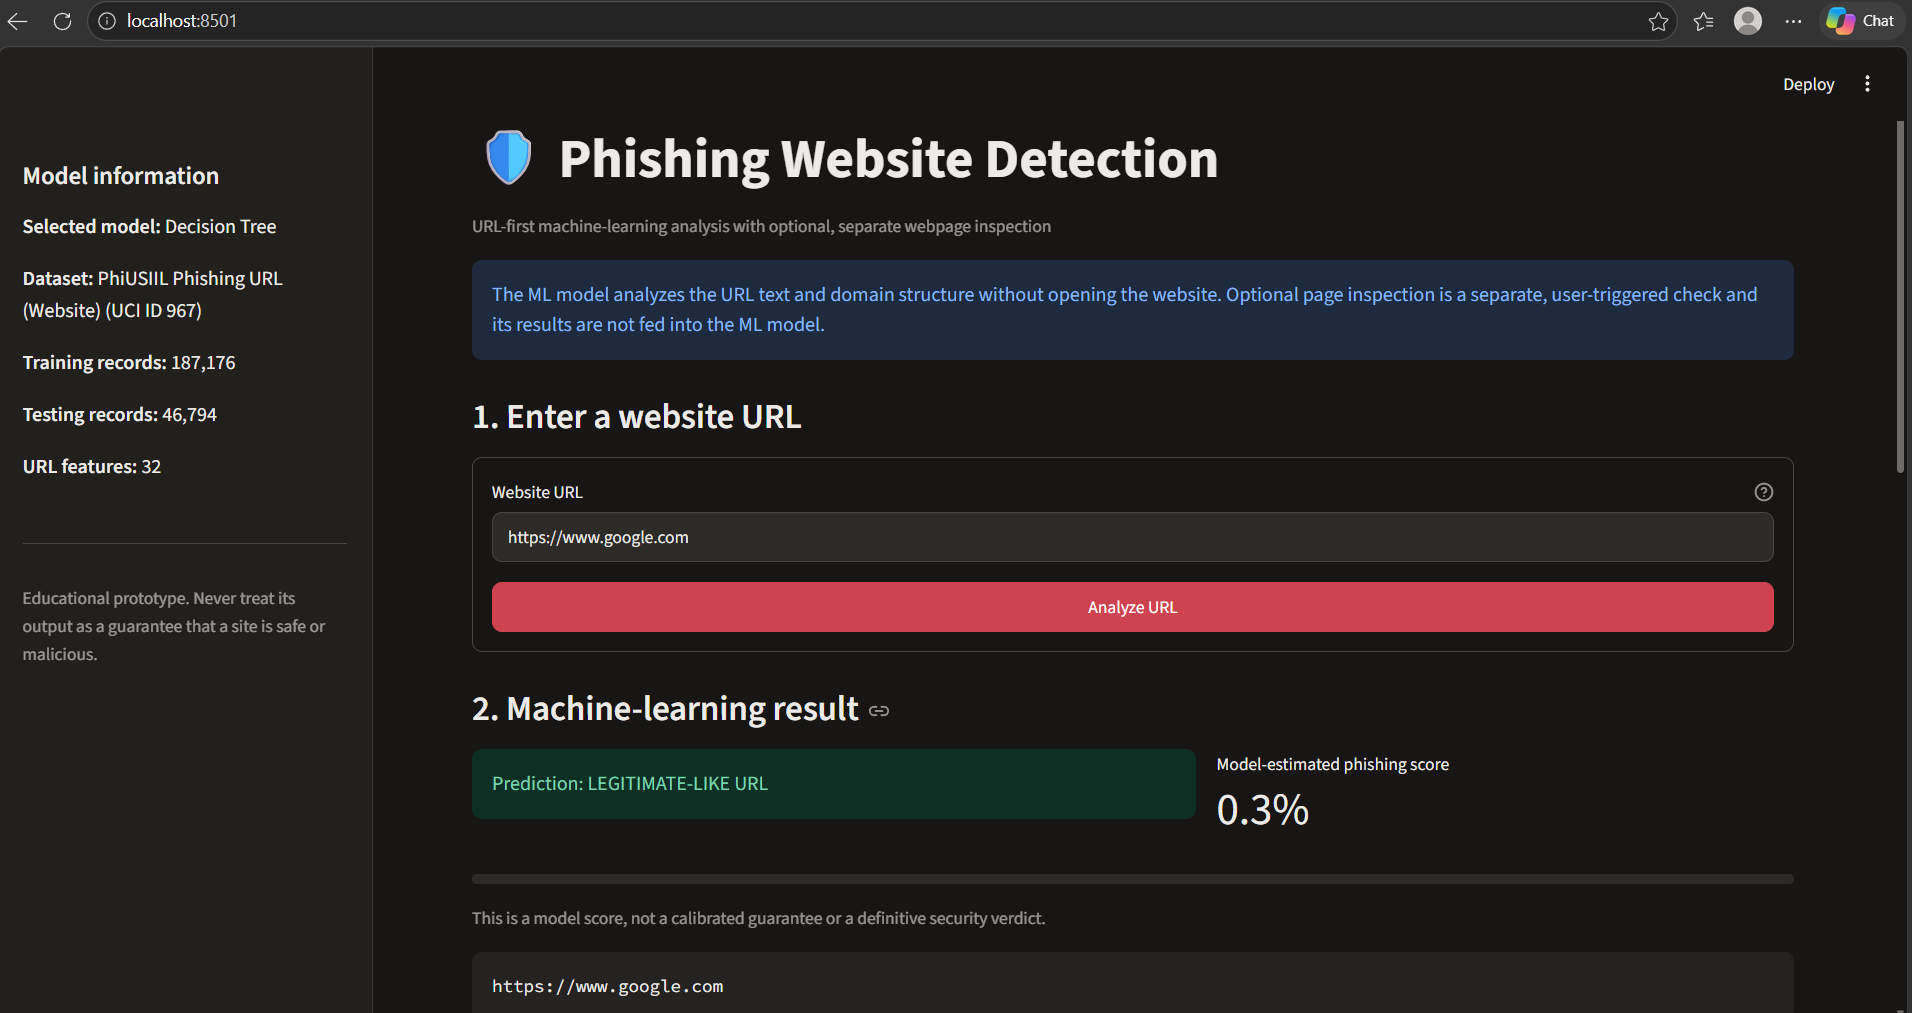 localhost:8501
Chat
Deploy
Model information
Selected model: Decision Tree
Dataset: PhiUSIIL Phishing URL
(Website) (UCI ID 967)
Training records: 187,176
Testing records: 46,794
URL features: 32
Educational prototype. Never treat its
output as a guarantee that a site is safe or
malicious.
Phishing Website Detection
URL-first machine-learning analysis with optional, separate webpage inspection
The ML model analyzes the URL text and domain structure without opening the website. Optional page inspection is a separate, user-triggered check and
its results are not fed into the ML model.
1. Enter a website URL
Website URL
https://www.google.com
Analyze URL
2. Machine-learning result
Prediction: LEGITIMATE-LIKE URL
Model-estimated phishing score
0.3%
This is a model score, not a calibrated guarantee or a definitive security verdict.
https://www.google.com